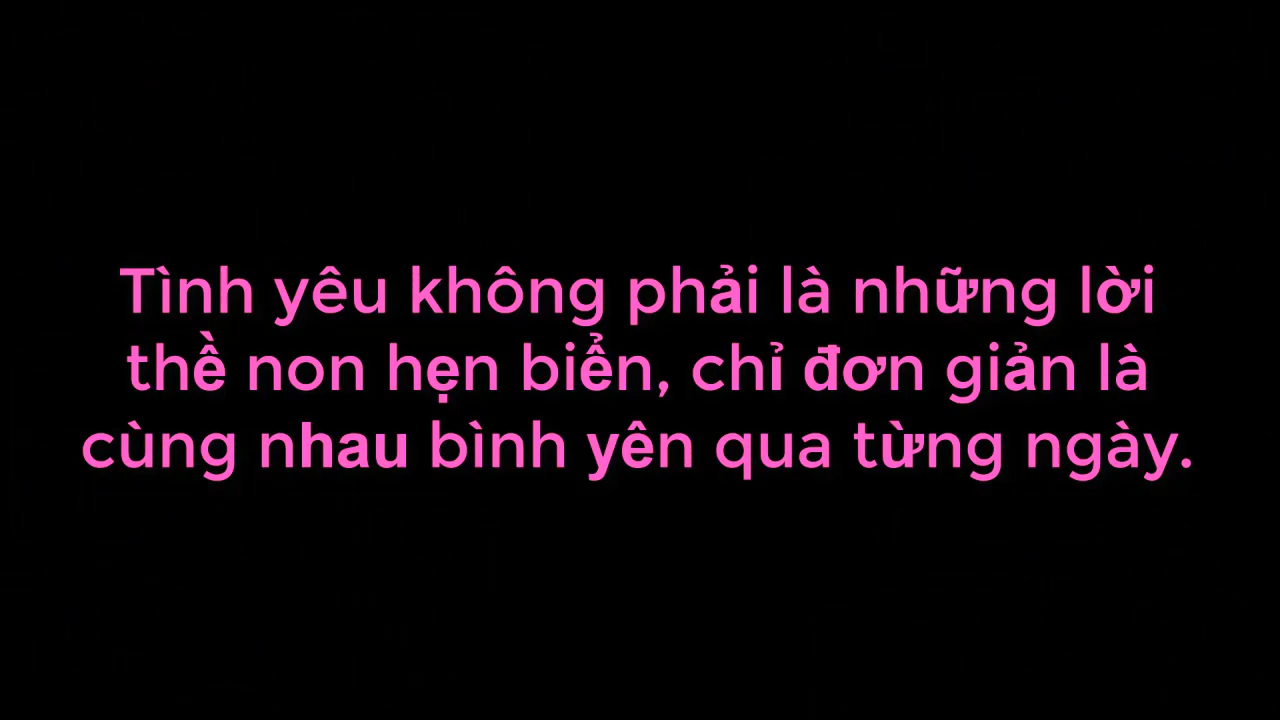 Tình yêu không phải là những lời
thề non hẹn biển, chỉ đơn giản là
cùng nhau bình yên qua từng ngày.